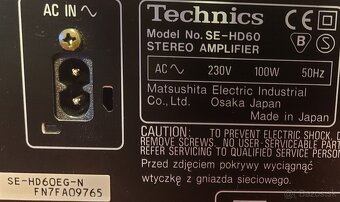 AC IN ~
Technics
Model No. SE-HD60
STEREO AMPLIFIER
AC ~ 230V 100W 50Hz
Matsushita Electric Industrial
Co., Ltd. Osaka Japan
Made in Japan
CAUTION: TO PREVENT ELECTRIC SHOCK,
REMOVE SCREWS. NO USER-SERVICEABLE PARTS
REFER SERVICING TO QUALIFIED SERVICE PERSON
Przed zdjęciem pokrywy wyciągnąć
wtyczkę z gniazda sieciowego.
SE-HD60EG-N
FN7FA09765
B S